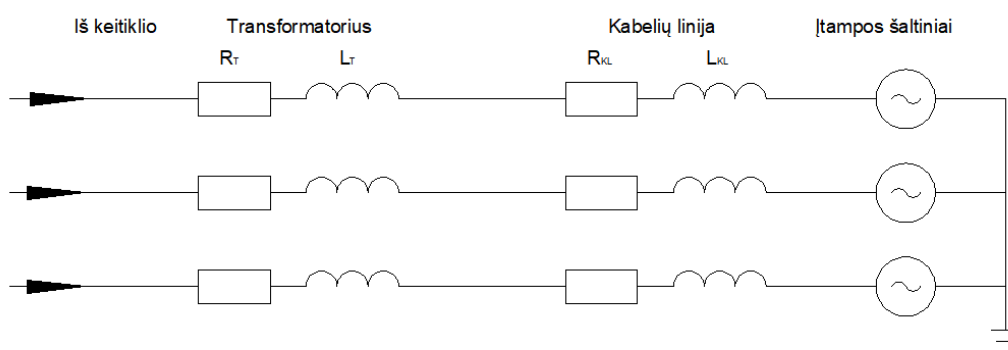 Iš keitiklio Transformatorius Kabelių linija Įtampos šaltiniai
RT LT RKL LKL